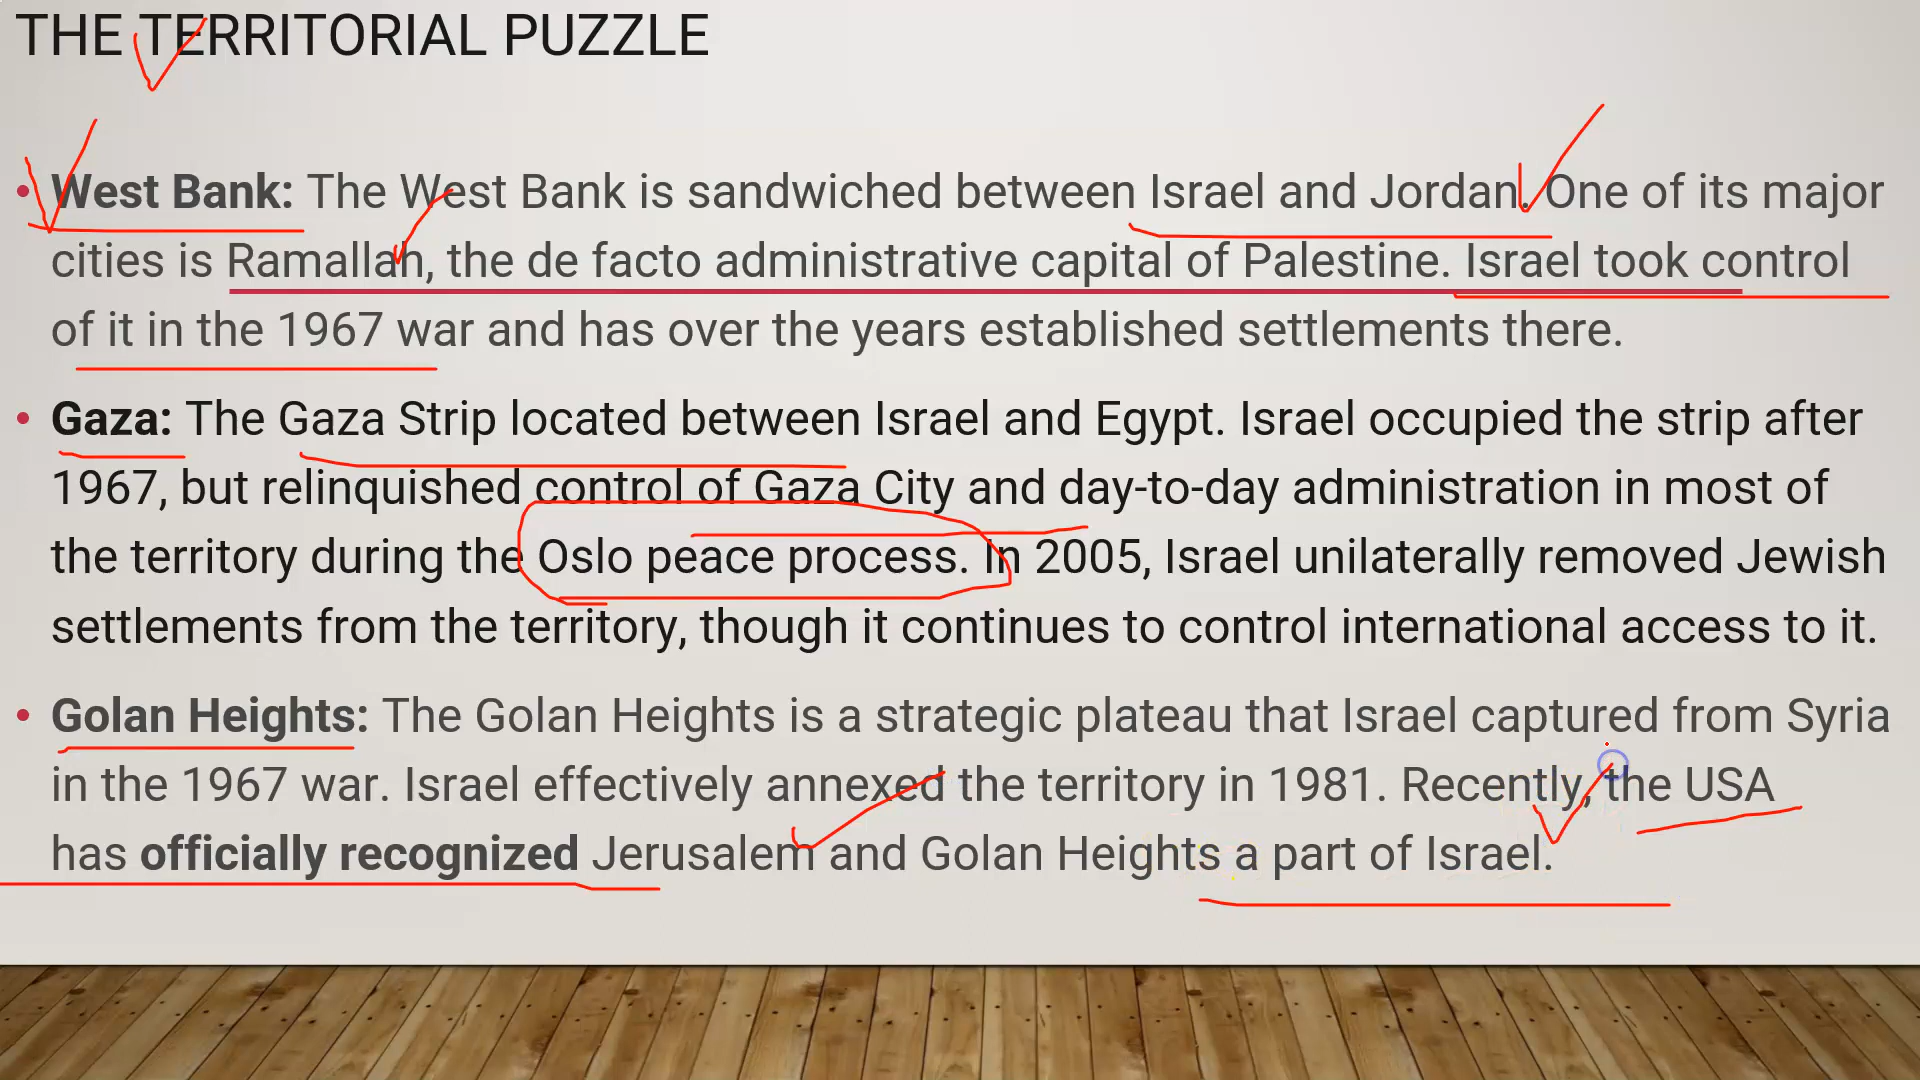 THE TERRITORIAL PUZZLE
• West Bank: The West Bank is sandwiched between Israel and Jordan. One of its major
cities is Ramallah, the de facto administrative capital of Palestine. Israel took control
of it in the 1967 war and has over the years established settlements there.
• Gaza: The Gaza Strip located between Israel and Egypt. Israel occupied the strip after
1967, but relinquished control of Gaza City and day-to-day administration in most of
the territory during the Oslo peace process. In 2005, Israel unilaterally removed Jewish
settlements from the territory, though it continues to control international access to it.
• Golan Heights: The Golan Heights is a strategic plateau that Israel captured from Syria
in the 1967 war. Israel effectively annexed the territory in 1981. Recently, the USA
has officially recognized Jerusalem and Golan Heights a part of Israel.